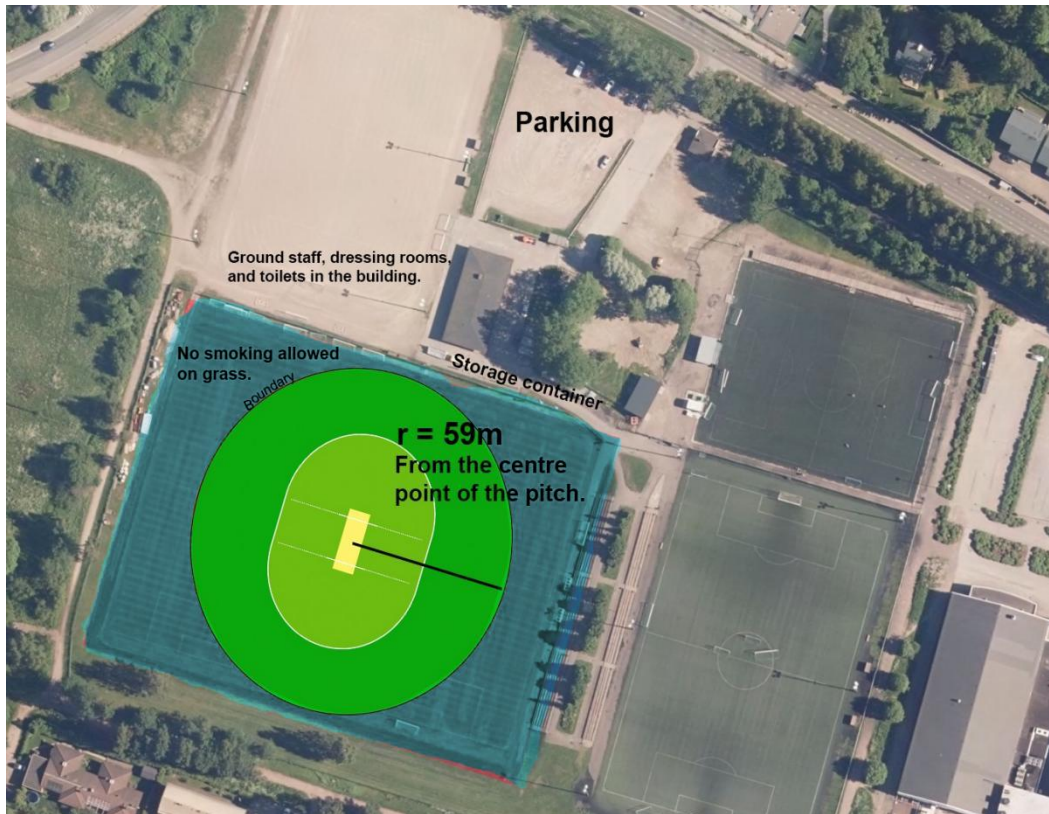 Parking
Ground staff, dressing rooms,
and toilets in the building.
No smoking allowed
on grass.
Boundary
Storage container
r = 59m
From the centre
point of the pitch.